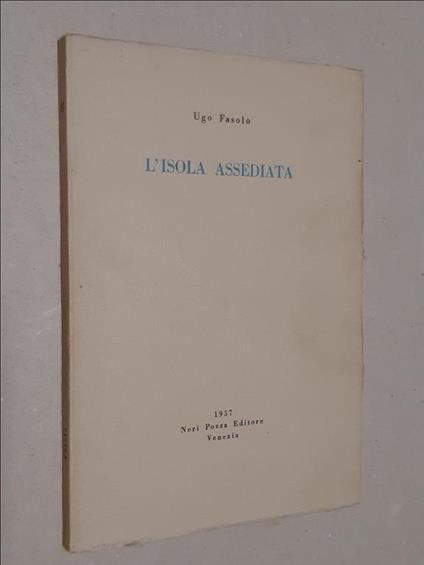 Ugo Fasolo
L'ISOLA ASSEDIATA
1957
Neri Pozza Editore
Venezia